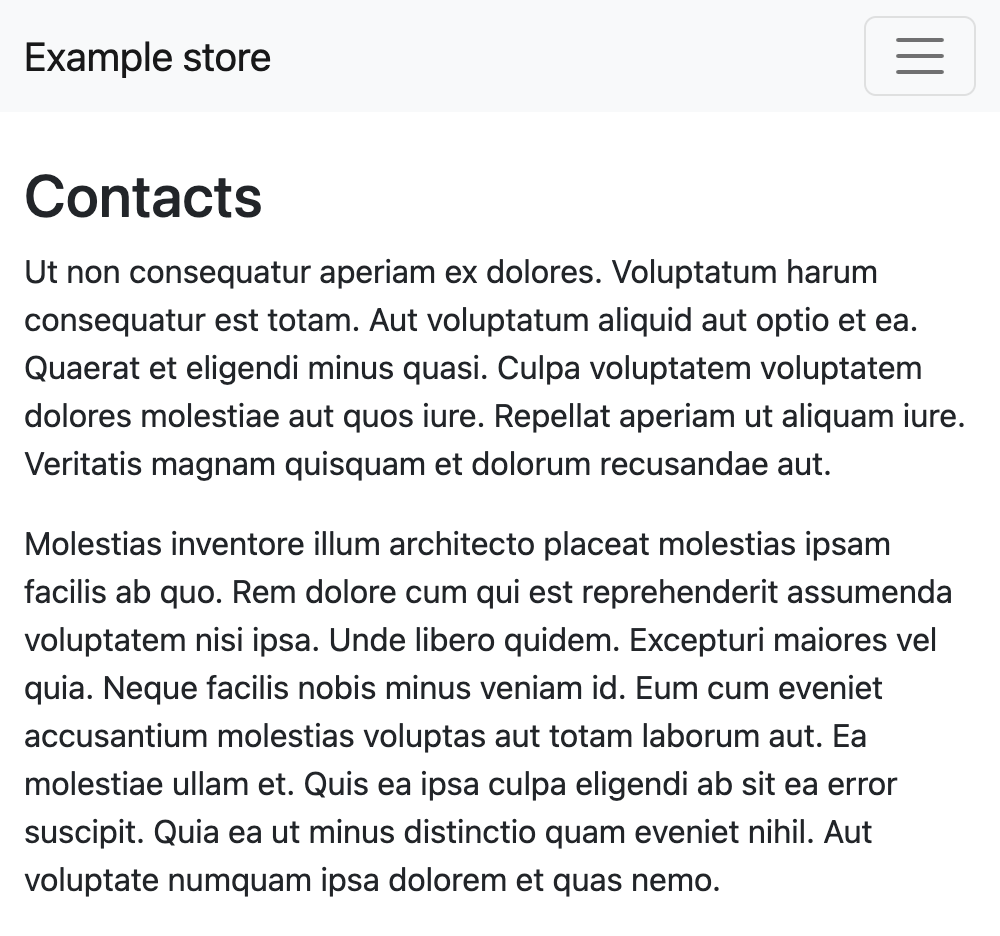 Example store
Contacts
Ut non consequatur aperiam ex dolores. Voluptatum harum
consequatur est totam. Aut voluptatum aliquid aut optio et ea.
Quaerat et eligendi minus quasi. Culpa voluptatem voluptatem
dolores molestiae aut quos iure. Repellat aperiam ut aliquam iure.
Veritatis magnam quisquam et dolorum recusandae aut.
Molestias inventore illum architecto placeat molestias ipsam
facilis ab quo. Rem dolore cum qui est reprehenderit assumenda
voluptatem nisi ipsa. Unde libero quidem. Excepturi maiores vel
quia. Neque facilis nobis minus veniam id. Eum cum eveniet
accusantium molestias voluptas aut totam laborum aut. Ea
molestiae ullam et. Quis ea ipsa culpa eligendi ab sit ea error
suscipit. Quia ea ut minus distinctio quam eveniet nihil. Aut
voluptate numquam ipsa dolorem et quas nemo.